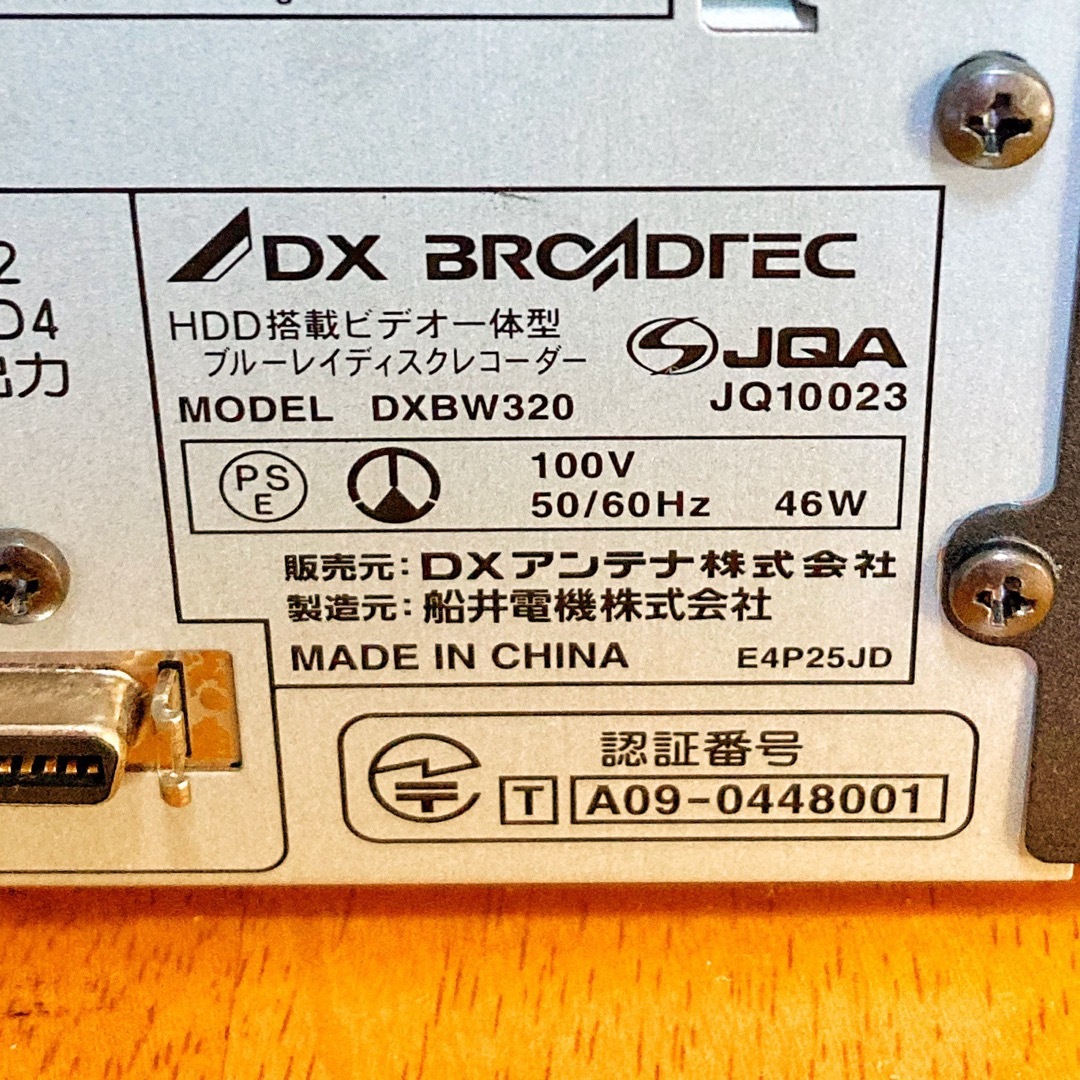 2
D4
出力
DX BROADTEC
HDD搭載ビデオ一体型
ブルーレイディスクレコーダー
JQA
MODEL DXBW320
JQ10023
PS
E
100V
50/60Hz 46W
販売元：DXアンテナ株式会社
製造元：船井電機株式会社
MADE IN CHINA E4P25JD
認証番号
T A09-0448001